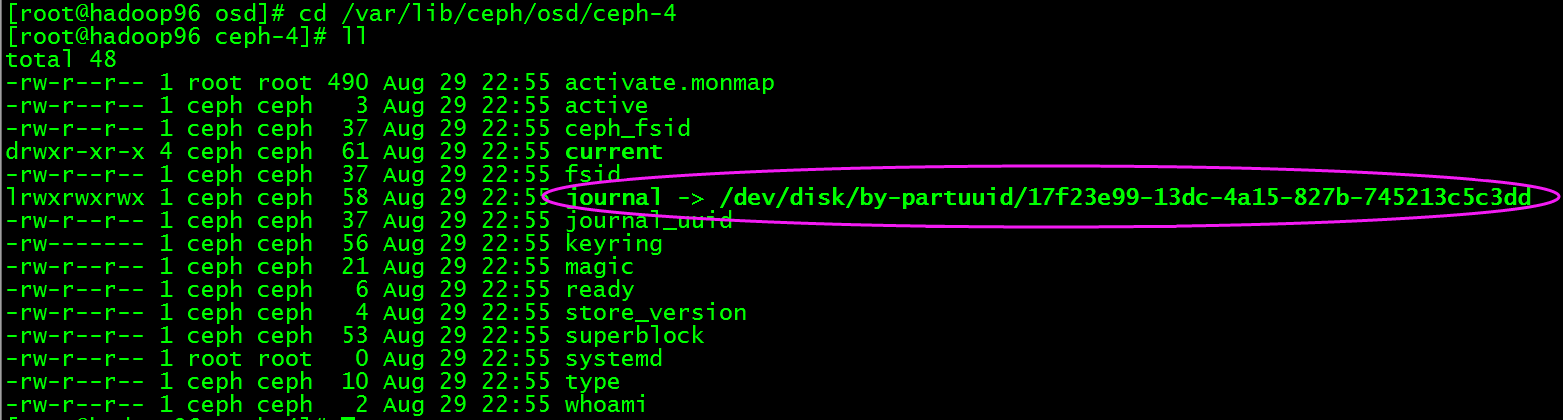 [root@hadoop96 osd]# cd /var/lib/ceph/osd/ceph-4
[root@hadoop96 ceph-4]# ll
total 48
-rw-r--r-- 1 root root 490 Aug 29 22:55 activate.monmap
-rw-r--r-- 1 ceph ceph   3 Aug 29 22:55 active
-rw-r--r-- 1 ceph ceph  37 Aug 29 22:55 ceph_fsid
drwxr-xr-x 4 ceph ceph  61 Aug 29 22:55 current
-rw-r--r-- 1 ceph ceph  37 Aug 29 22:55 fsid
lrwxrwxrwx 1 ceph ceph  58 Aug 29 22:55 journal -> /dev/disk/by-partuuid/17f23e99-13dc-4a15-827b-745213c5c3dd
-rw-r--r-- 1 ceph ceph  37 Aug 29 22:55 journal_uuid
-rw------- 1 ceph ceph  56 Aug 29 22:55 keyring
-rw-r--r-- 1 ceph ceph  21 Aug 29 22:55 magic
-rw-r--r-- 1 ceph ceph   6 Aug 29 22:55 ready
-rw-r--r-- 1 ceph ceph   4 Aug 29 22:55 store_version
-rw-r--r-- 1 ceph ceph  53 Aug 29 22:55 superblock
-rw-r--r-- 1 root root   0 Aug 29 22:55 systemd
-rw-r--r-- 1 ceph ceph  10 Aug 29 22:55 type
-rw-r--r-- 1 ceph ceph   2 Aug 29 22:55 whoami